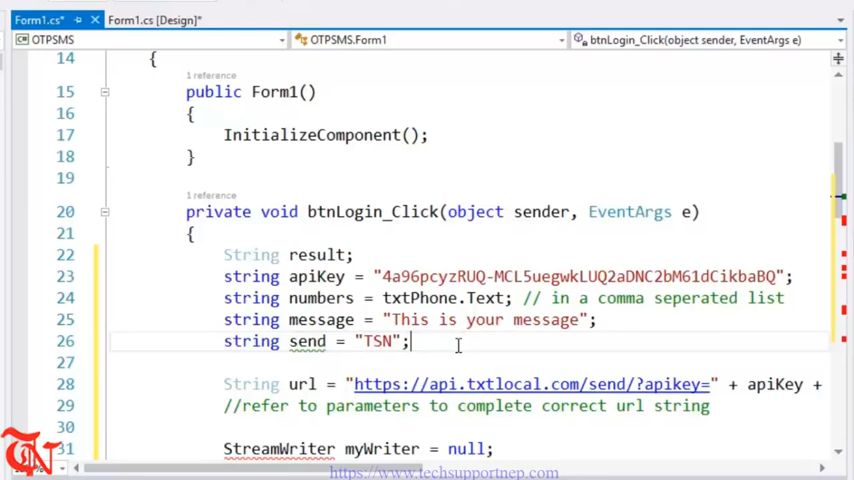 Form1.cs*
Form1.cs [Design]*
OTPSMS
OTPSMS.Form1
btnLogin_Click(object sender, EventArgs e)
14 {
1 reference
15 public Form1()
16 {
17 InitializeComponent();
18 }
19
1 reference
20 private void btnLogin_Click(object sender, EventArgs e)
21 {
22 String result;
23 string apiKey = "4a96pcyzRUQ-MCL5uegwkLUQ2aDNC2bM61dCikbaBQ";
24 string numbers = txtPhone.Text; // in a comma seperated list
25 string message = "This is your message";
26 string send = "TSN";
27
28 String url = "https://api.txtlocal.com/send/?apikey=" + apiKey +
29 //refer to parameters to complete correct url string
30
31 StreamWriter myWriter = null;
https://www.techsupportnep.com